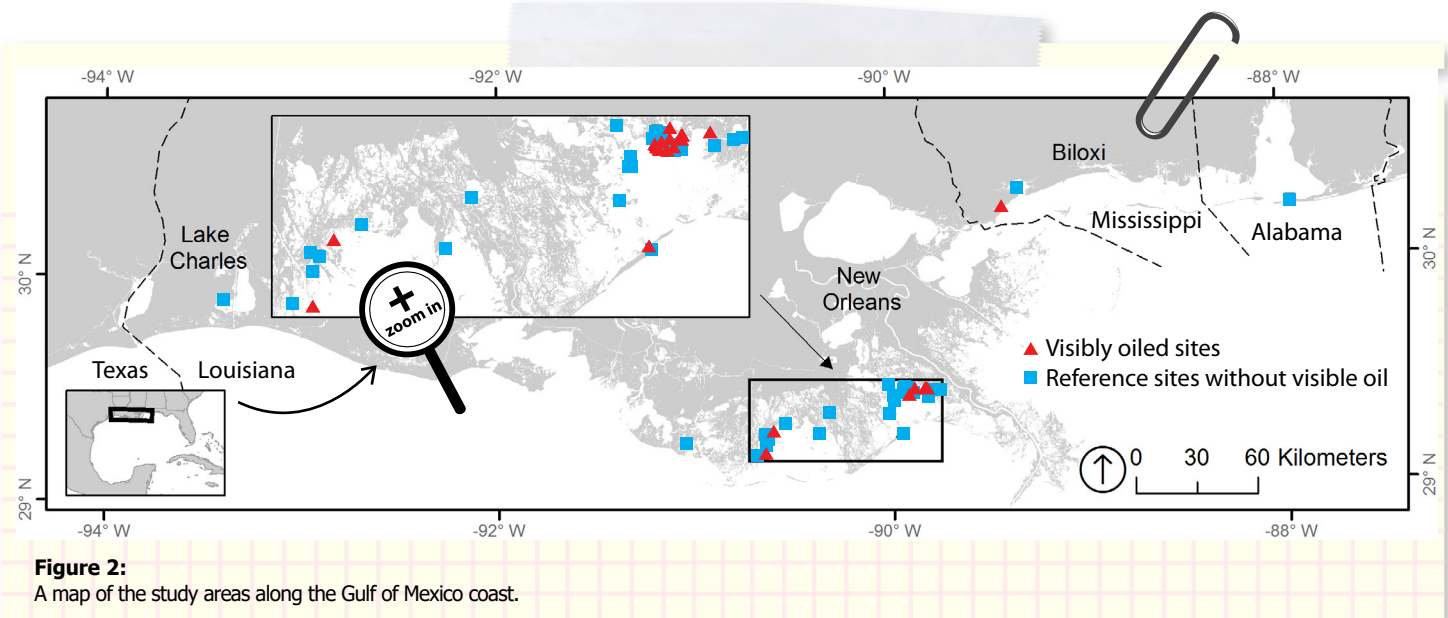 -94° W
-92° W
-90° W
-88° W
30° N
29° N
Lake
Charles
Texas
Louisiana
+
zoom in
New
Orleans
Biloxi
Mississippi
Alabama
Visibly oiled sites
Reference sites without visible oil
0 30 60 Kilometers
30° N
29° N
-94° W
-92° W
-90° W
-88° W
Figure 2:
A map of the study areas along the Gulf of Mexico coast.